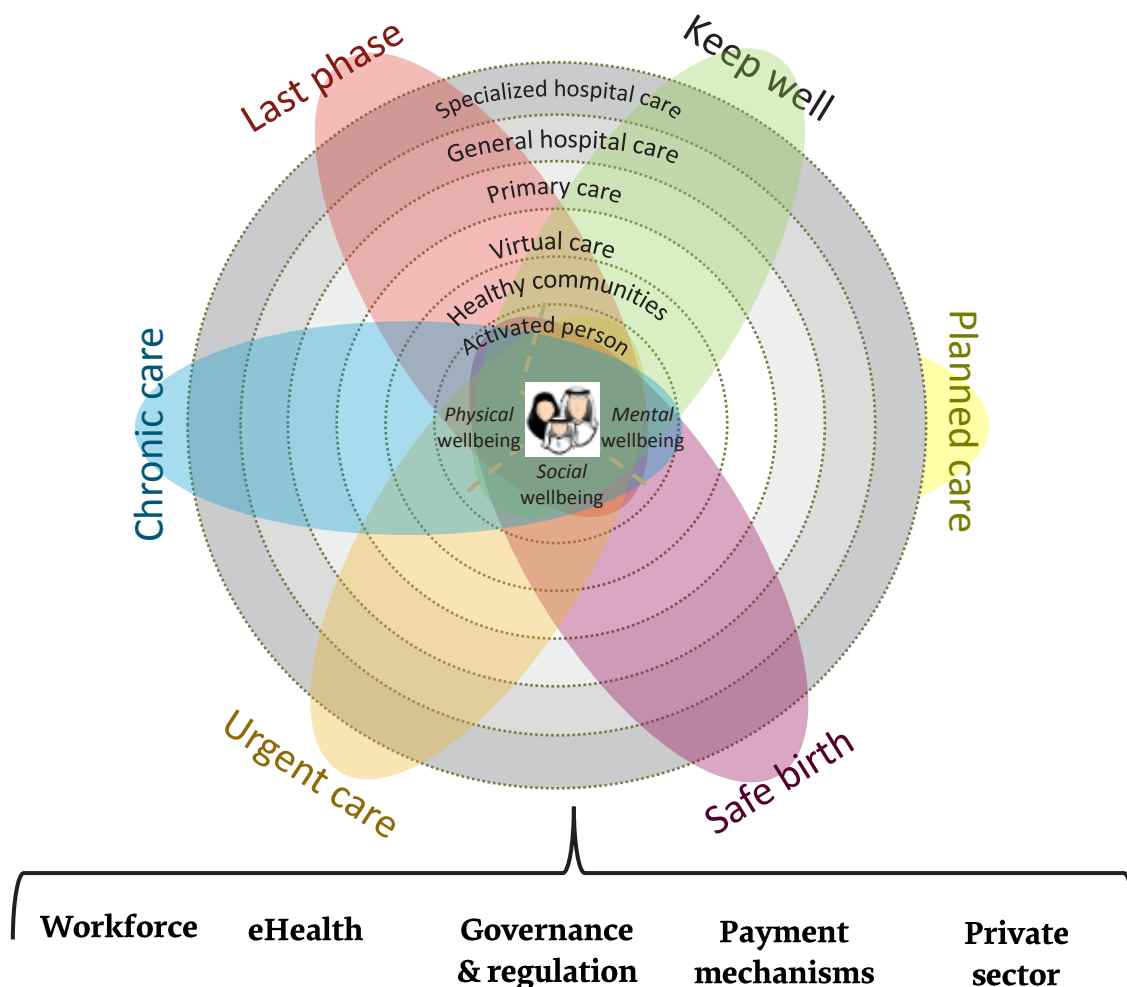 Last phase
Keep well
Specialized hospital care
General hospital care
Primary care
Virtual care
Healthy communities
Activated person
Chronic care
Planned care
Physical
wellbeing
Mental
wellbeing
Social
wellbeing
Urgent care
Safe birth
Workforce
eHealth
Governance
& regulation
Payment
mechanisms
Private
sector